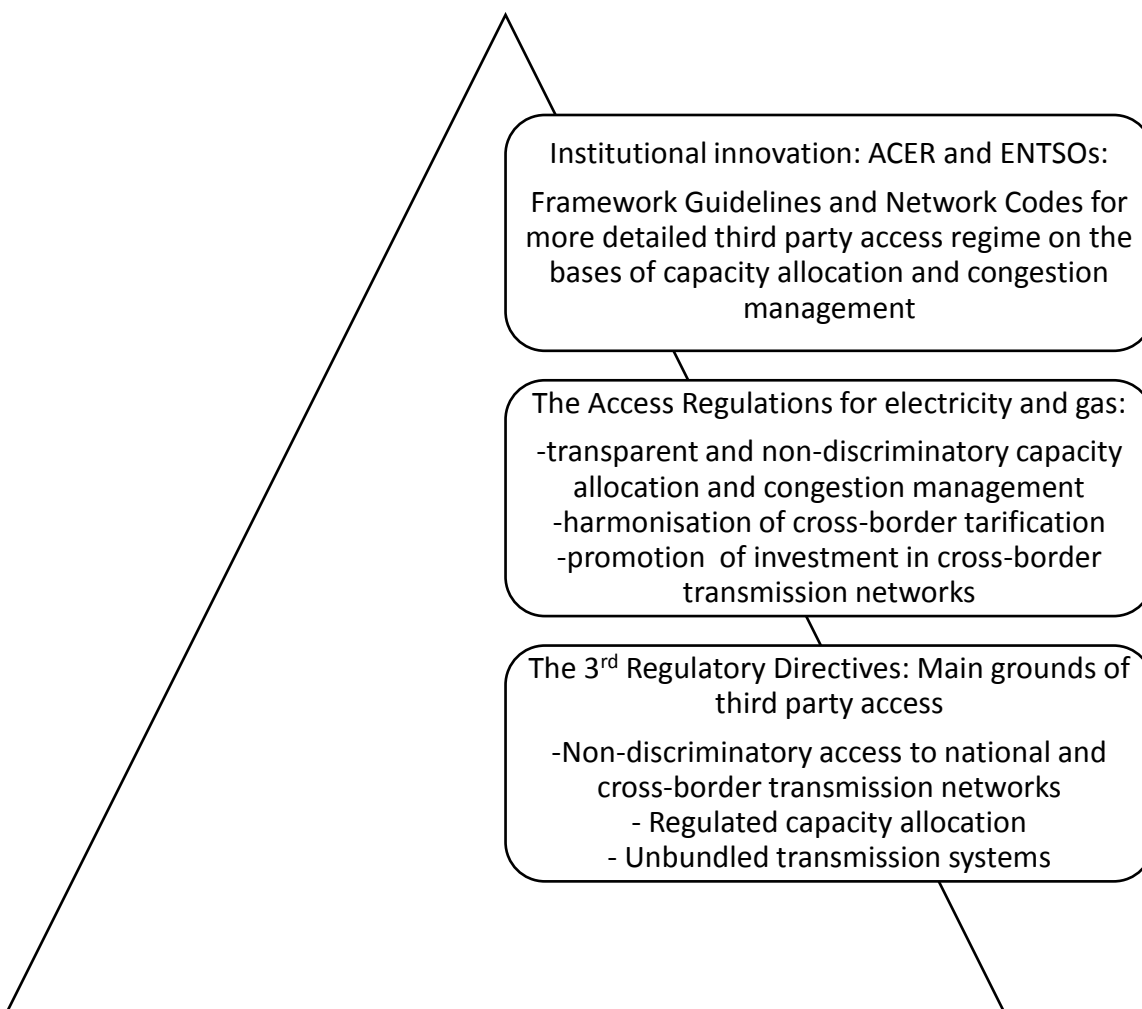 Institutional innovation: ACER and ENTSOs:
Framework Guidelines and Network Codes for
more detailed third party access regime on the
bases of capacity allocation and congestion
management
The Access Regulations for electricity and gas:
-transparent and non-discriminatory capacity
allocation and congestion management
-harmonisation of cross-border tarification
-promotion  of investment in cross-border
transmission networks
The 3rd Regulatory Directives: Main grounds of
third party access
-Non-discriminatory access to national and
cross-border transmission networks
- Regulated capacity allocation
- Unbundled transmission systems